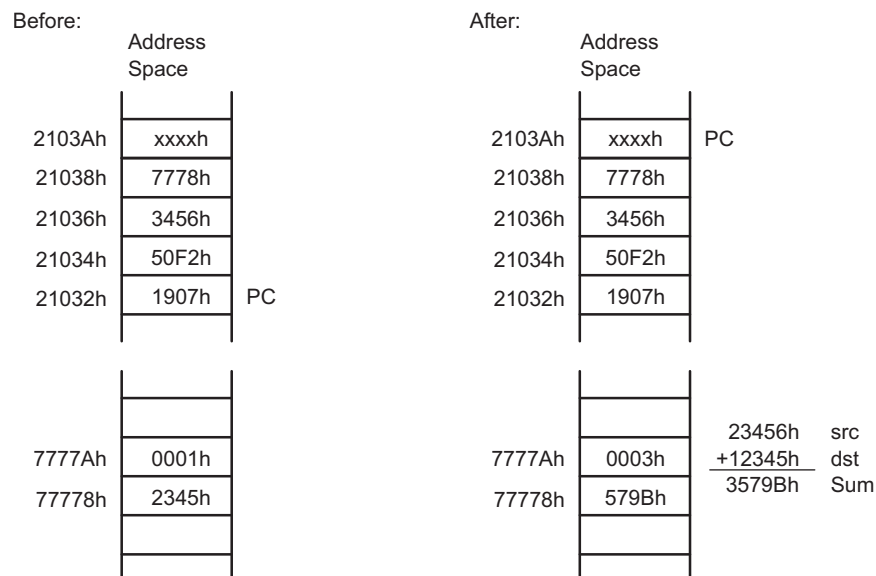 Before:
Address
Space
2103Ah xxxxh
21038h 7778h
21036h 3456h
21034h 50F2h
21032h 1907h PC
7777Ah 0001h
77778h 2345h
After:
Address
Space
2103Ah xxxxh PC
21038h 7778h
21036h 3456h
21034h 50F2h
21032h 1907h
23456h src
7777Ah 0003h +12345h dst
77778h 579Bh 3579Bh Sum